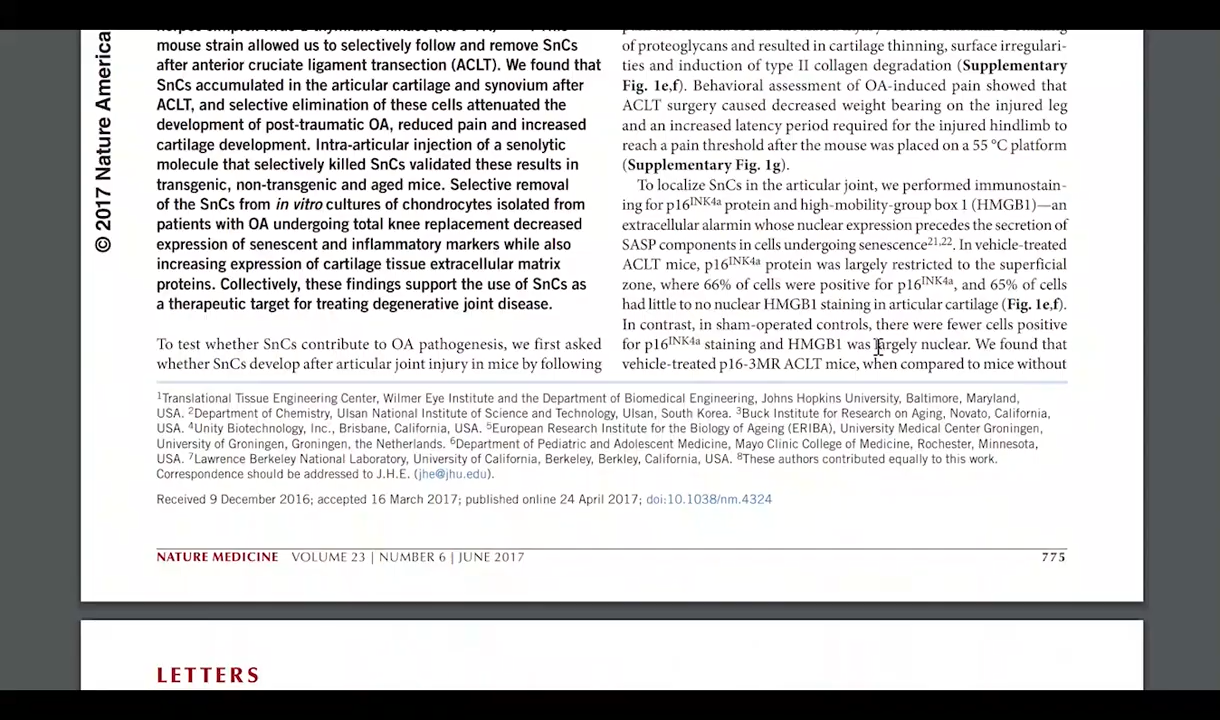 mouse strain allowed us to selectively follow and remove SnCs
after anterior cruciate ligament transection (ACLT). We found that
SnCs accumulated in the articular cartilage and synovium after
ACLT, and selective elimination of these cells attenuated the
development of post-traumatic OA, reduced pain and increased
cartilage development. Intra-articular injection of a senolytic
molecule that selectively killed SnCs validated these results in
transgenic, non-transgenic and aged mice. Selective removal
of the SnCs from in vitro cultures of chondrocytes isolated from
patients with OA undergoing total knee replacement decreased
expression of senescent and inflammatory markers while also
increasing expression of cartilage tissue extracellular matrix
proteins. Collectively, these findings support the use of SnCs as
a therapeutic target for treating degenerative joint disease.
To test whether SnCs contribute to OA pathogenesis, we first asked
whether SnCs develop after articular joint injury in mice by following
of proteoglycans and resulted in cartilage thinning, surface irregulari-
ties and induction of type II collagen degradation (Supplementary
Fig. 1e,f). Behavioral assessment of OA-induced pain showed that
ACLT surgery caused decreased weight bearing on the injured leg
and an increased latency period required for the injured hindlimb to
reach a pain threshold after the mouse was placed on a 55 °C platform
(Supplementary Fig. 1g).
To localize SnCs in the articular joint, we performed immunostain-
ing for p16INK4a protein and high-mobility-group box 1 (HMGB1)—an
extracellular alarmin whose nuclear expression precedes the secretion of
SASP components in cells undergoing senescence21,22. In vehicle-treated
ACLT mice, p16INK4a protein was largely restricted to the superficial
zone, where 66% of cells were positive for p16INK4a, and 65% of cells
had little to no nuclear HMGB1 staining in articular cartilage (Fig. 1e,f).
In contrast, in sham-operated controls, there were fewer cells positive
for p16INK4a staining and HMGB1 was largely nuclear. We found that
vehicle-treated p16-3MR ACLT mice, when compared to mice without
1Translational Tissue Engineering Center, Wilmer Eye Institute and the Department of Biomedical Engineering, Johns Hopkins University, Baltimore, Maryland,
USA. 2Department of Chemistry, Ulsan National Institute of Science and Technology, Ulsan, South Korea. 3Buck Institute for Research on Aging, Novato, California,
USA. 4Unity Biotechnology, Inc., Brisbane, California, USA. 5European Research Institute for the Biology of Ageing (ERIBA), University Medical Center Groningen,
University of Groningen, Groningen, the Netherlands. 6Department of Pediatric and Adolescent Medicine, Mayo Clinic College of Medicine, Rochester, Minnesota,
USA. 7Lawrence Berkeley National Laboratory, University of California, Berkeley, Berkley, California, USA. 8These authors contributed equally to this work.
Correspondence should be addressed to J.H.E. (jhe@jhu.edu).
Received 9 December 2016; accepted 16 March 2017; published online 24 April 2017; doi:10.1038/nm.4324
NATURE MEDICINE VOLUME 23 | NUMBER 6 | JUNE 2017
775
© 2017 Nature America
LETTERS